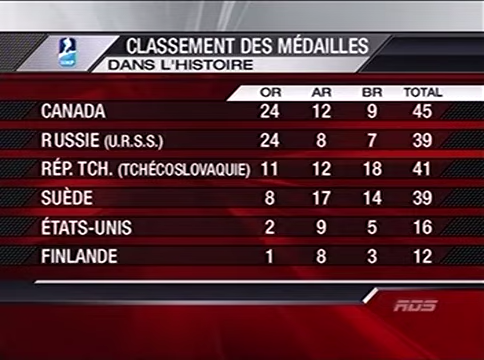 CLASSEMENT DES MÉDAILLES
DANS L'HISTOIRE
OR AR BR TOTAL
CANADA 24 12 9 45
RUSSIE (U.R.S.S.) 24 8 7 39
RÉP. TCH. (TCHÉCOSLOVAQUIE) 11 12 18 41
SUÈDE 8 17 14 39
ÉTATS-UNIS 2 9 5 16
FINLANDE 1 8 3 12
RDS